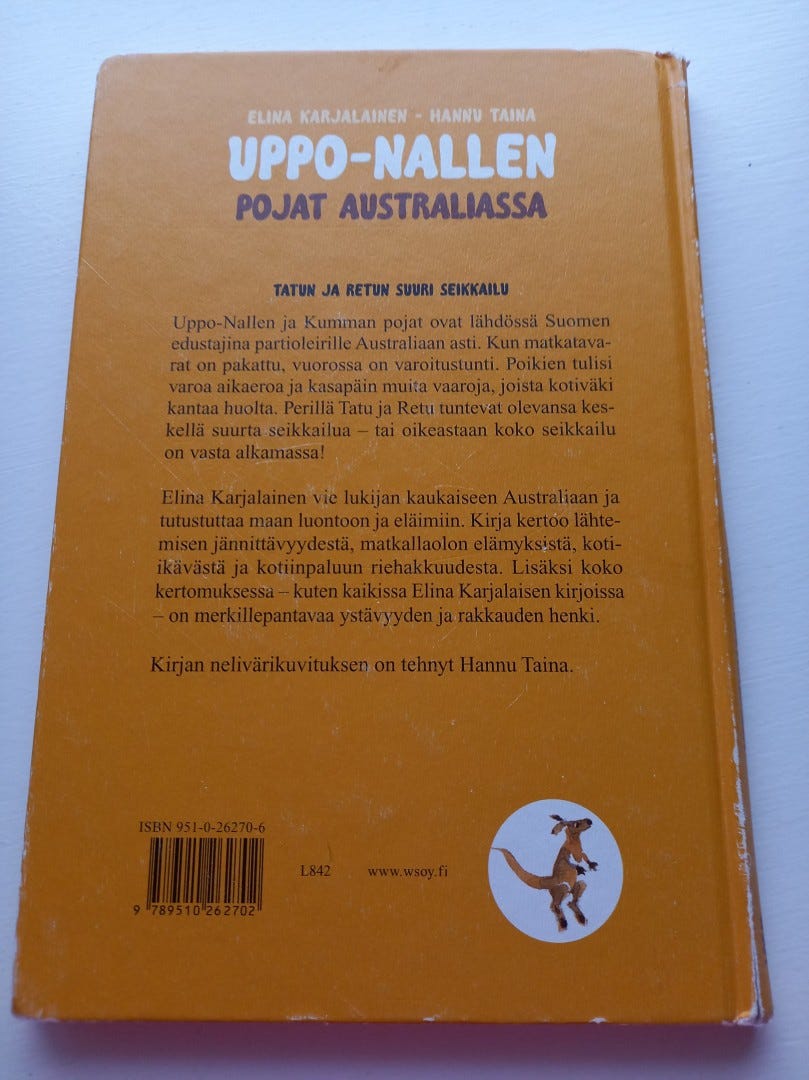 ELINA KARJALAINEN - HANNU TAINA
UPPO-NALLEN
POJAT AUSTRALIASSA
TATUN JA RETUN SUURI SEIKKAILU
Uppo-Nallen ja Kumman pojat ovat lähdössä Suomen
edustajina partioleirille Australiaan asti. Kun matkatava-
rat on pakattu, vuorossa on varoitustunti. Poikien tulisi
varoa aikaeroa ja kasapäin muita vaaroja, joista kotiväki
kantaa huolta. Perillä Tatu ja Retu tuntevat olevansa kes-
kellä suurta seikkailua – tai oikeastaan koko seikkailu
on vasta alkamassa!
Elina Karjalainen vie lukijan kaukaiseen Australiaan ja
tutustuttaa maan luontoon ja eläimiin. Kirja kertoo lähte-
misen jännittävyydestä, matkallaolon elämyksistä, koti-
ikävästä ja kotiinpaluun riehakkuudesta. Lisäksi koko
kertomuksessa – kuten kaikissa Elina Karjalaisen kirjoissa
– on merkillepantavaa ystävyyden ja rakkauden henki.
Kirjan nelivärikuvituksen on tehnyt Hannu Taina.
ISBN 951-0-26270-6
L842 www.wsoy.fi
9 789510 262702